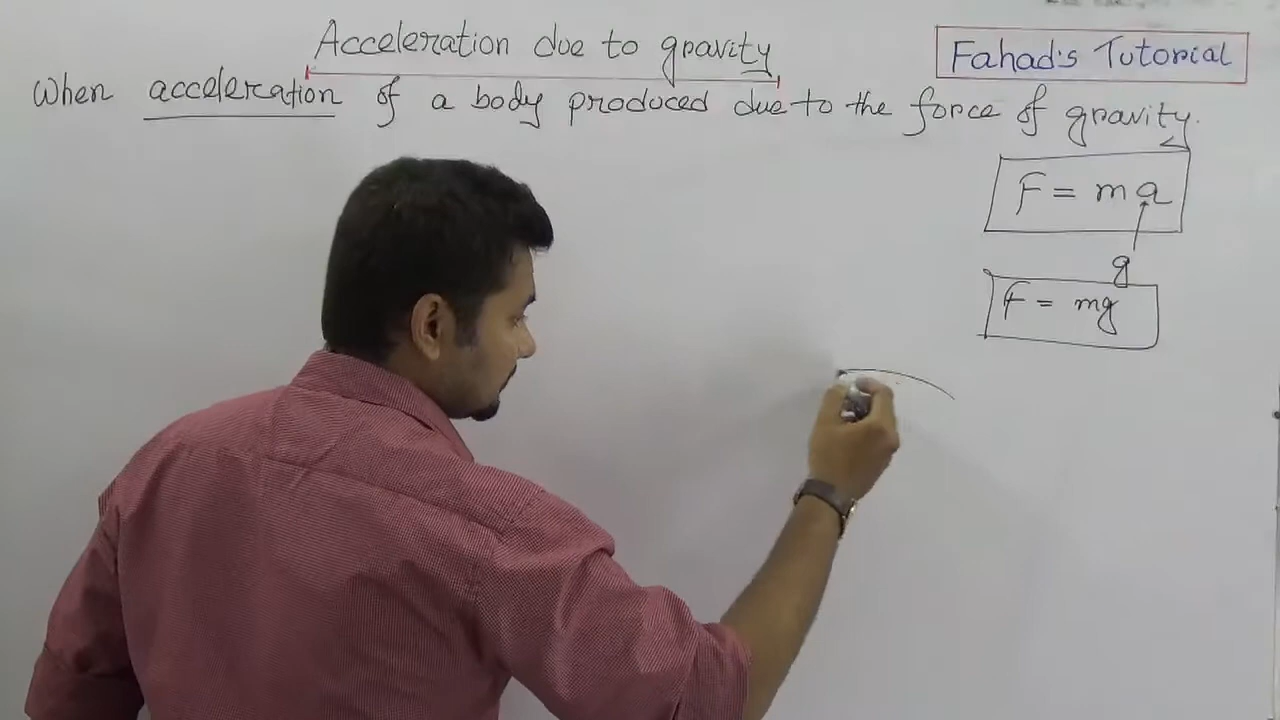 Acceleration due to gravity
Fahad's Tutorial
When acceleration of a body produced due to the force of gravity.
F = ma
g
F = mg